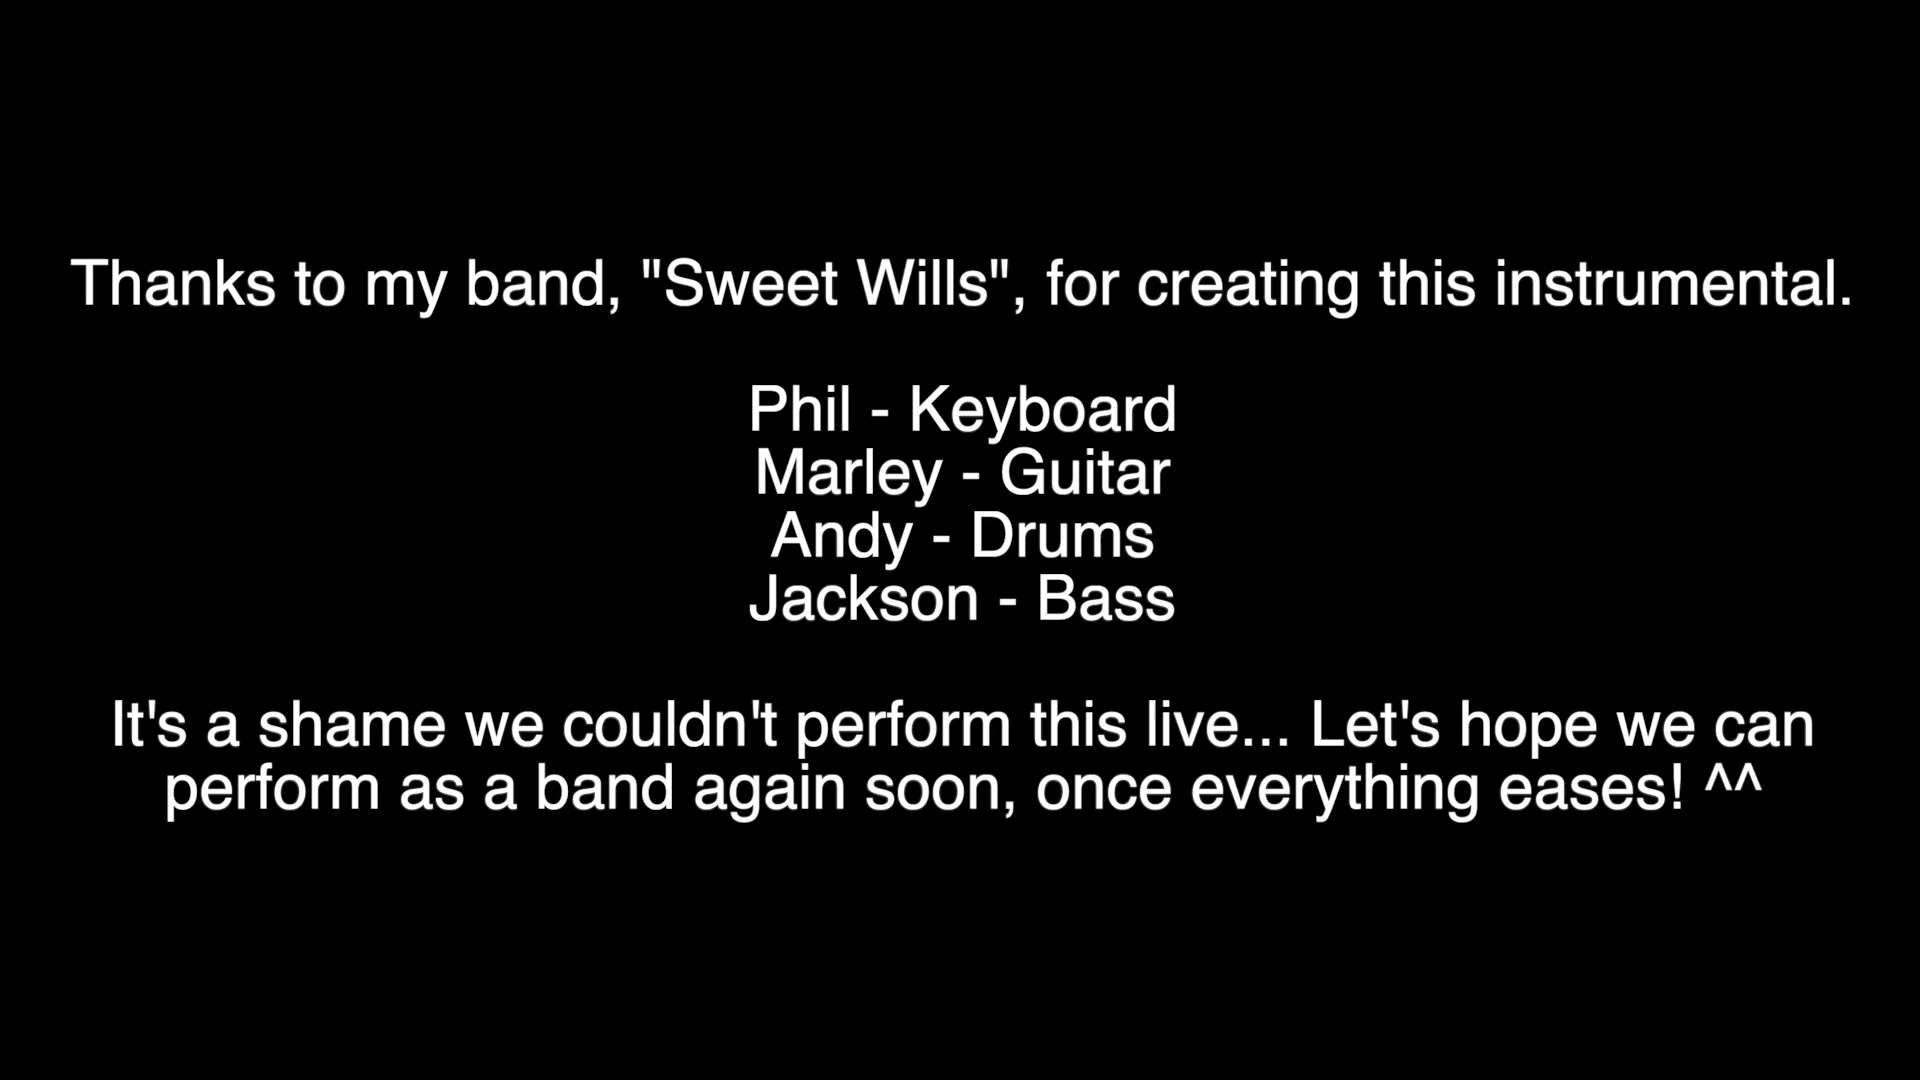 Thanks to my band, "Sweet Wills", for creating this instrumental.
Phil - Keyboard
Marley - Guitar
Andy - Drums
Jackson - Bass
It's a shame we couldn't perform this live... Let's hope we can
perform as a band again soon, once everything eases! ^^